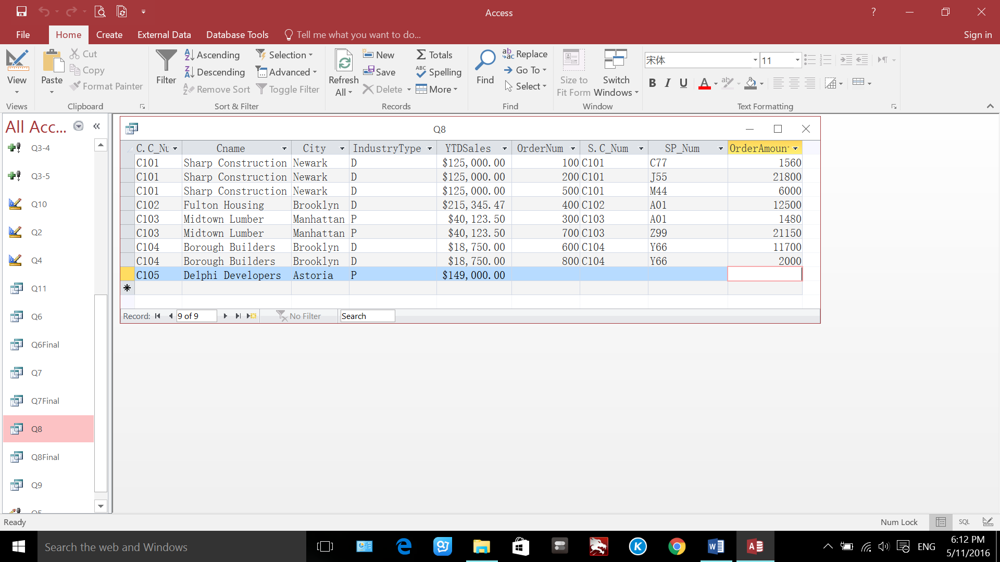 Access
?
File Home Create External Data Database Tools Tell me what you want to do... Sign in
View
Views
Paste
Cut
Copy
Format Painter
Clipboard
Filter
Ascending
Descending
Remove Sort
Selection
Advanced
Toggle Filter
Sort & Filter
Refresh
All
New
Save
Delete
Totals
Spelling
More
Records
Find
Replace
Go To
Select
Find
Size to
Fit Form
Switch
Windows
Window
宋体 11
B I U A
Text Formatting
All Acc...
Q3-4
Q3-5
Q10
Q2
Q4
Q11
Q6
Q6Final
Q7
Q7Final
Q8
Q8Final
Q9
Q8
C.C_Nu Cname City IndustryType YTDSales OrderNum S.C_Num SP_Num OrderAmoun
C101 Sharp Construction Newark D $125,000.00 100 C101 C77 1560
C101 Sharp Construction Newark D $125,000.00 200 C101 J55 21800
C101 Sharp Construction Newark D $125,000.00 500 C101 M44 6000
C102 Fulton Housing Brooklyn D $215,345.47 400 C102 A01 12500
C103 Midtown Lumber Manhattan P $40,123.50 300 C103 A01 1480
C103 Midtown Lumber Manhattan P $40,123.50 700 C103 Z99 21150
C104 Borough Builders Brooklyn D $18,750.00 600 C104 Y66 11700
C104 Borough Builders Brooklyn D $18,750.00 800 C104 Y66 2000
C105 Delphi Developers Astoria P $149,000.00
Record: 9 of 9 No Filter Search
Ready Num Lock SQL
Search the web and Windows
ENG
6:12 PM
5/11/2016